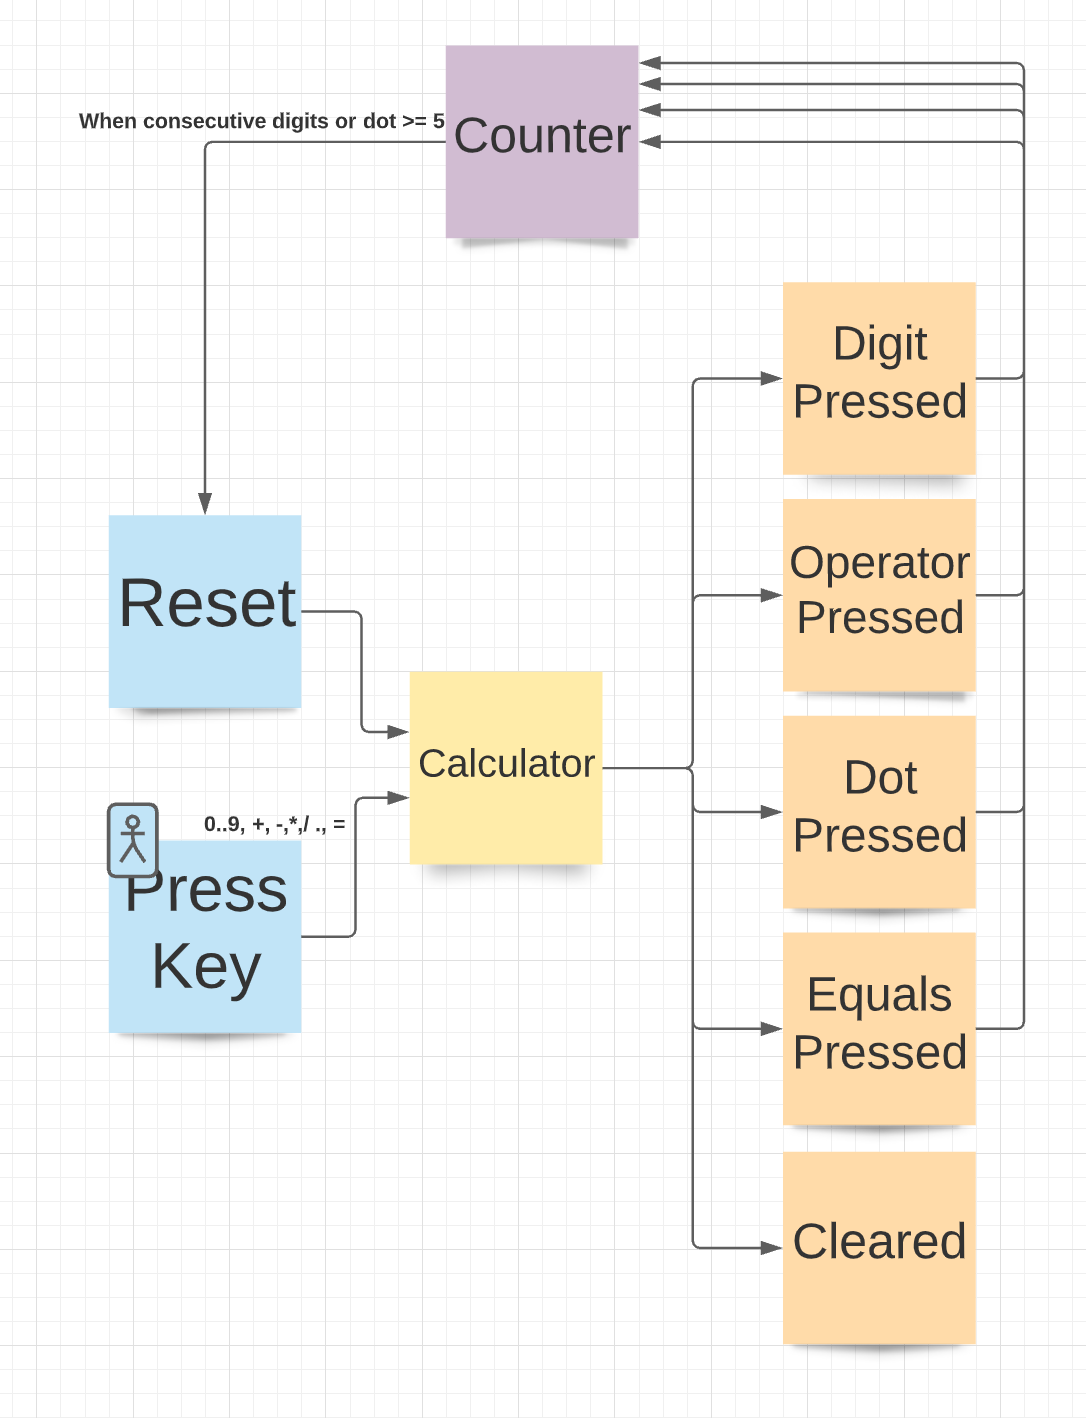 When consecutive digits or dot >= 5
Counter
Digit
Pressed
Operator
Pressed
Reset
Calculator
Dot
Pressed
0..9, +, -,*,/ ., =
Press
Key
Equals
Pressed
Cleared